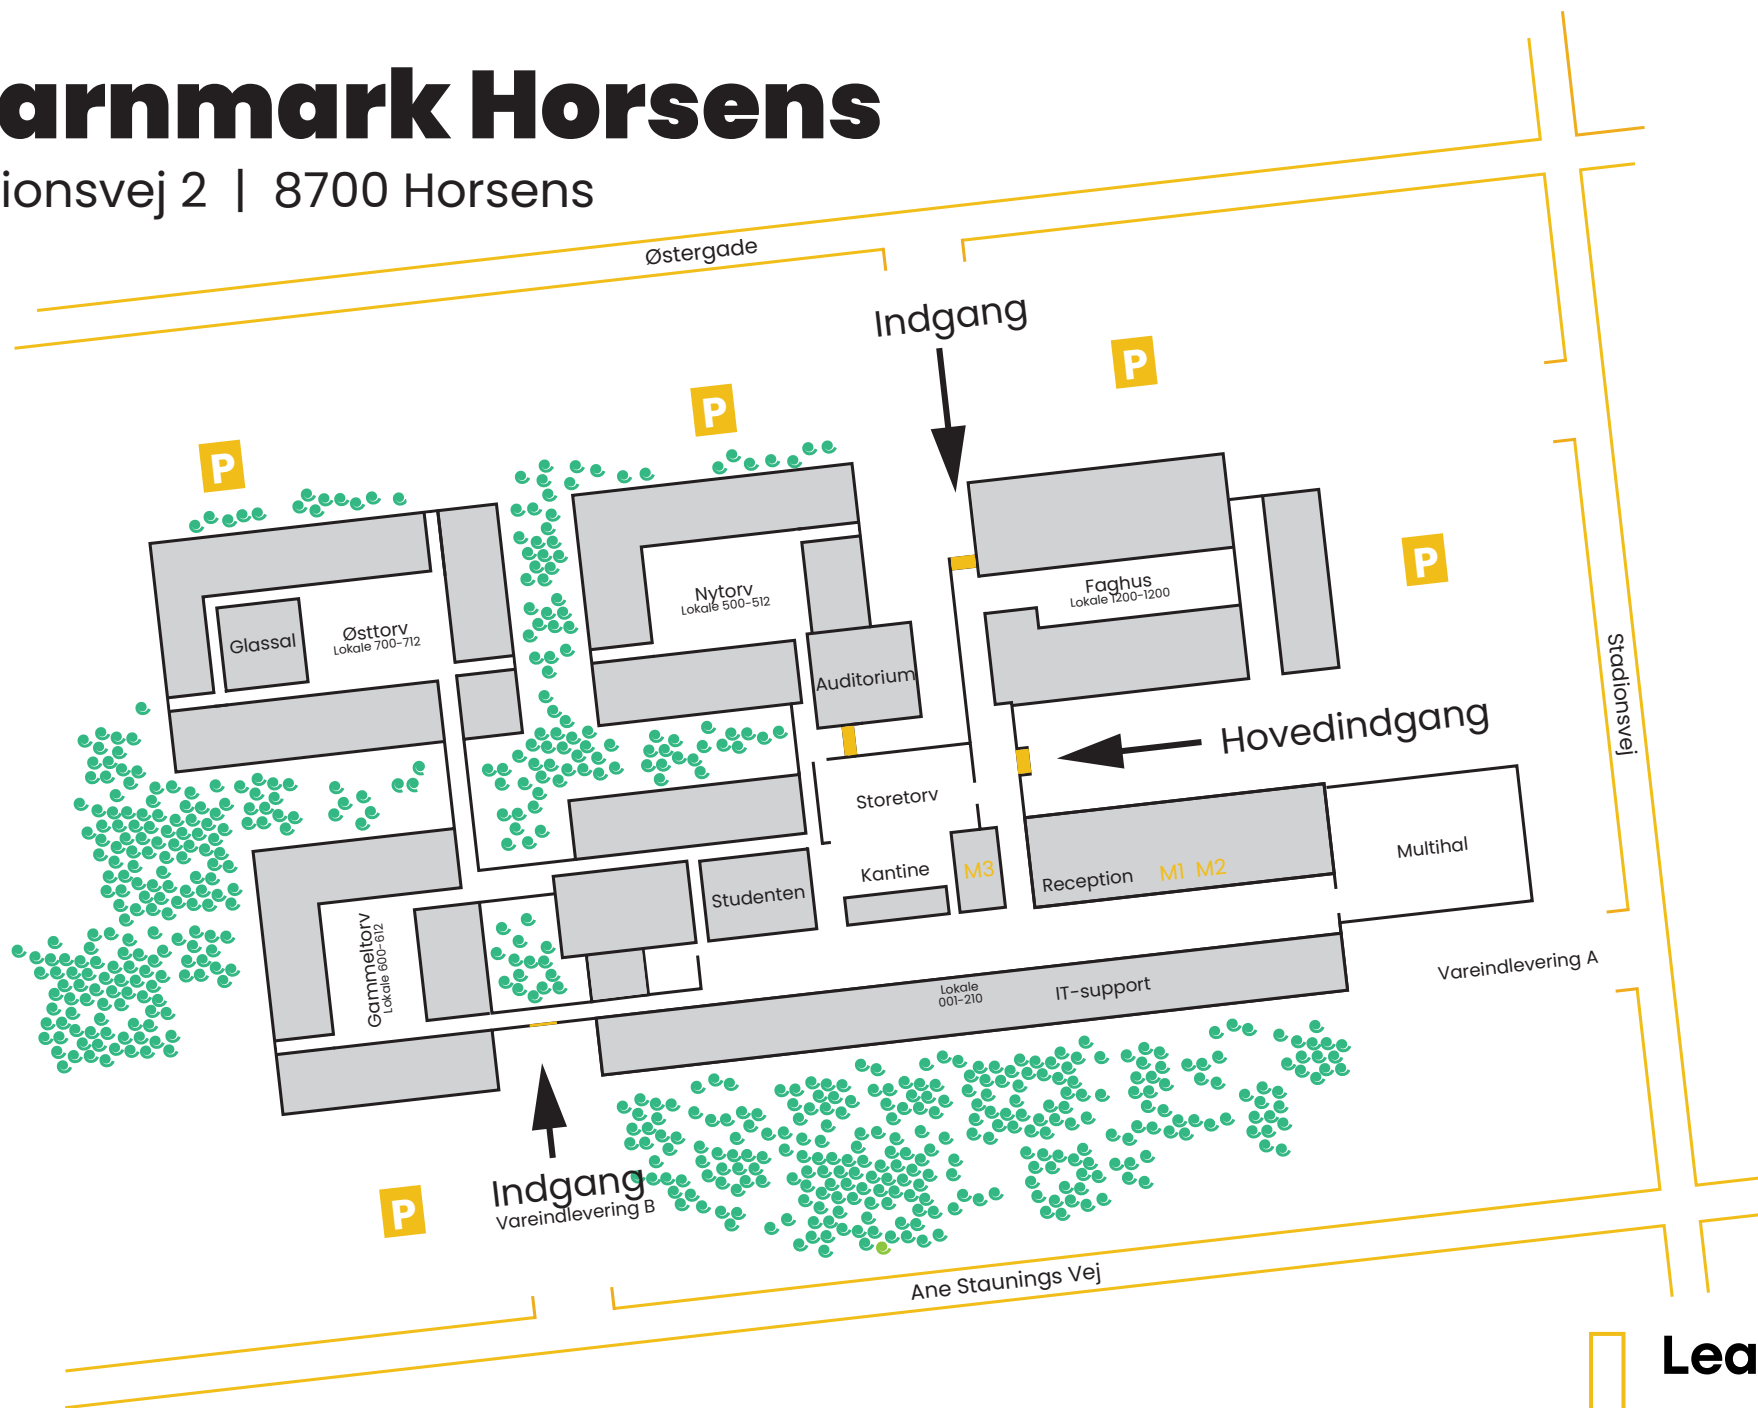 arnmark Horsens
ionsvej 2 | 8700 Horsens
Østergade
Indgang
P
P
P
P
Nytorv
Lokale 500-512
Faghus
Lokale 1200-1200
Glassal
Østtorv
Lokale 700-712
Auditorium
Stadionsvej
Hovedindgang
Storetorv
Multihal
Kantine
M3
Reception
M1 M2
Studenten
Gammeltorv
Lokale 600-612
Vareindlevering A
Lokale
001-210
IT-support
Indgang
Vareindlevering B
P
Ane Staunings Vej
Lea